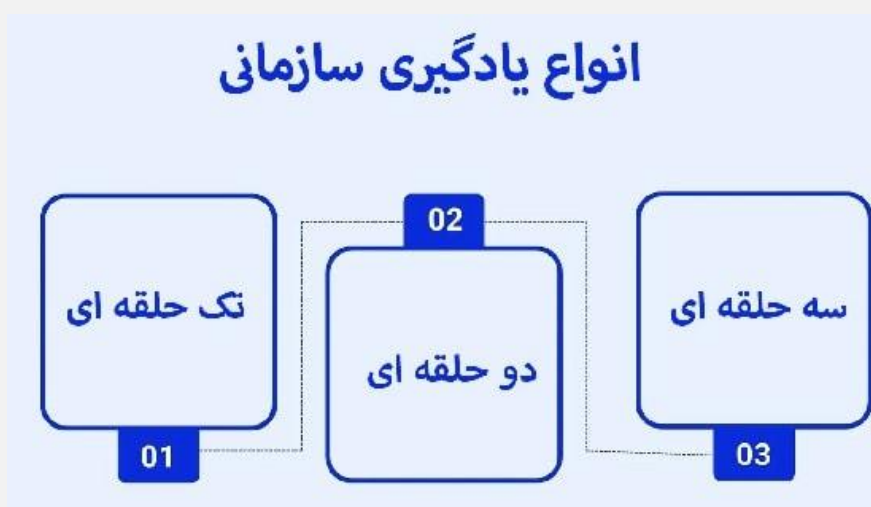 انواع یادگیری سازمانی
تک حلقه ای
01
02
دو حلقه ای
سه حلقه ای
03